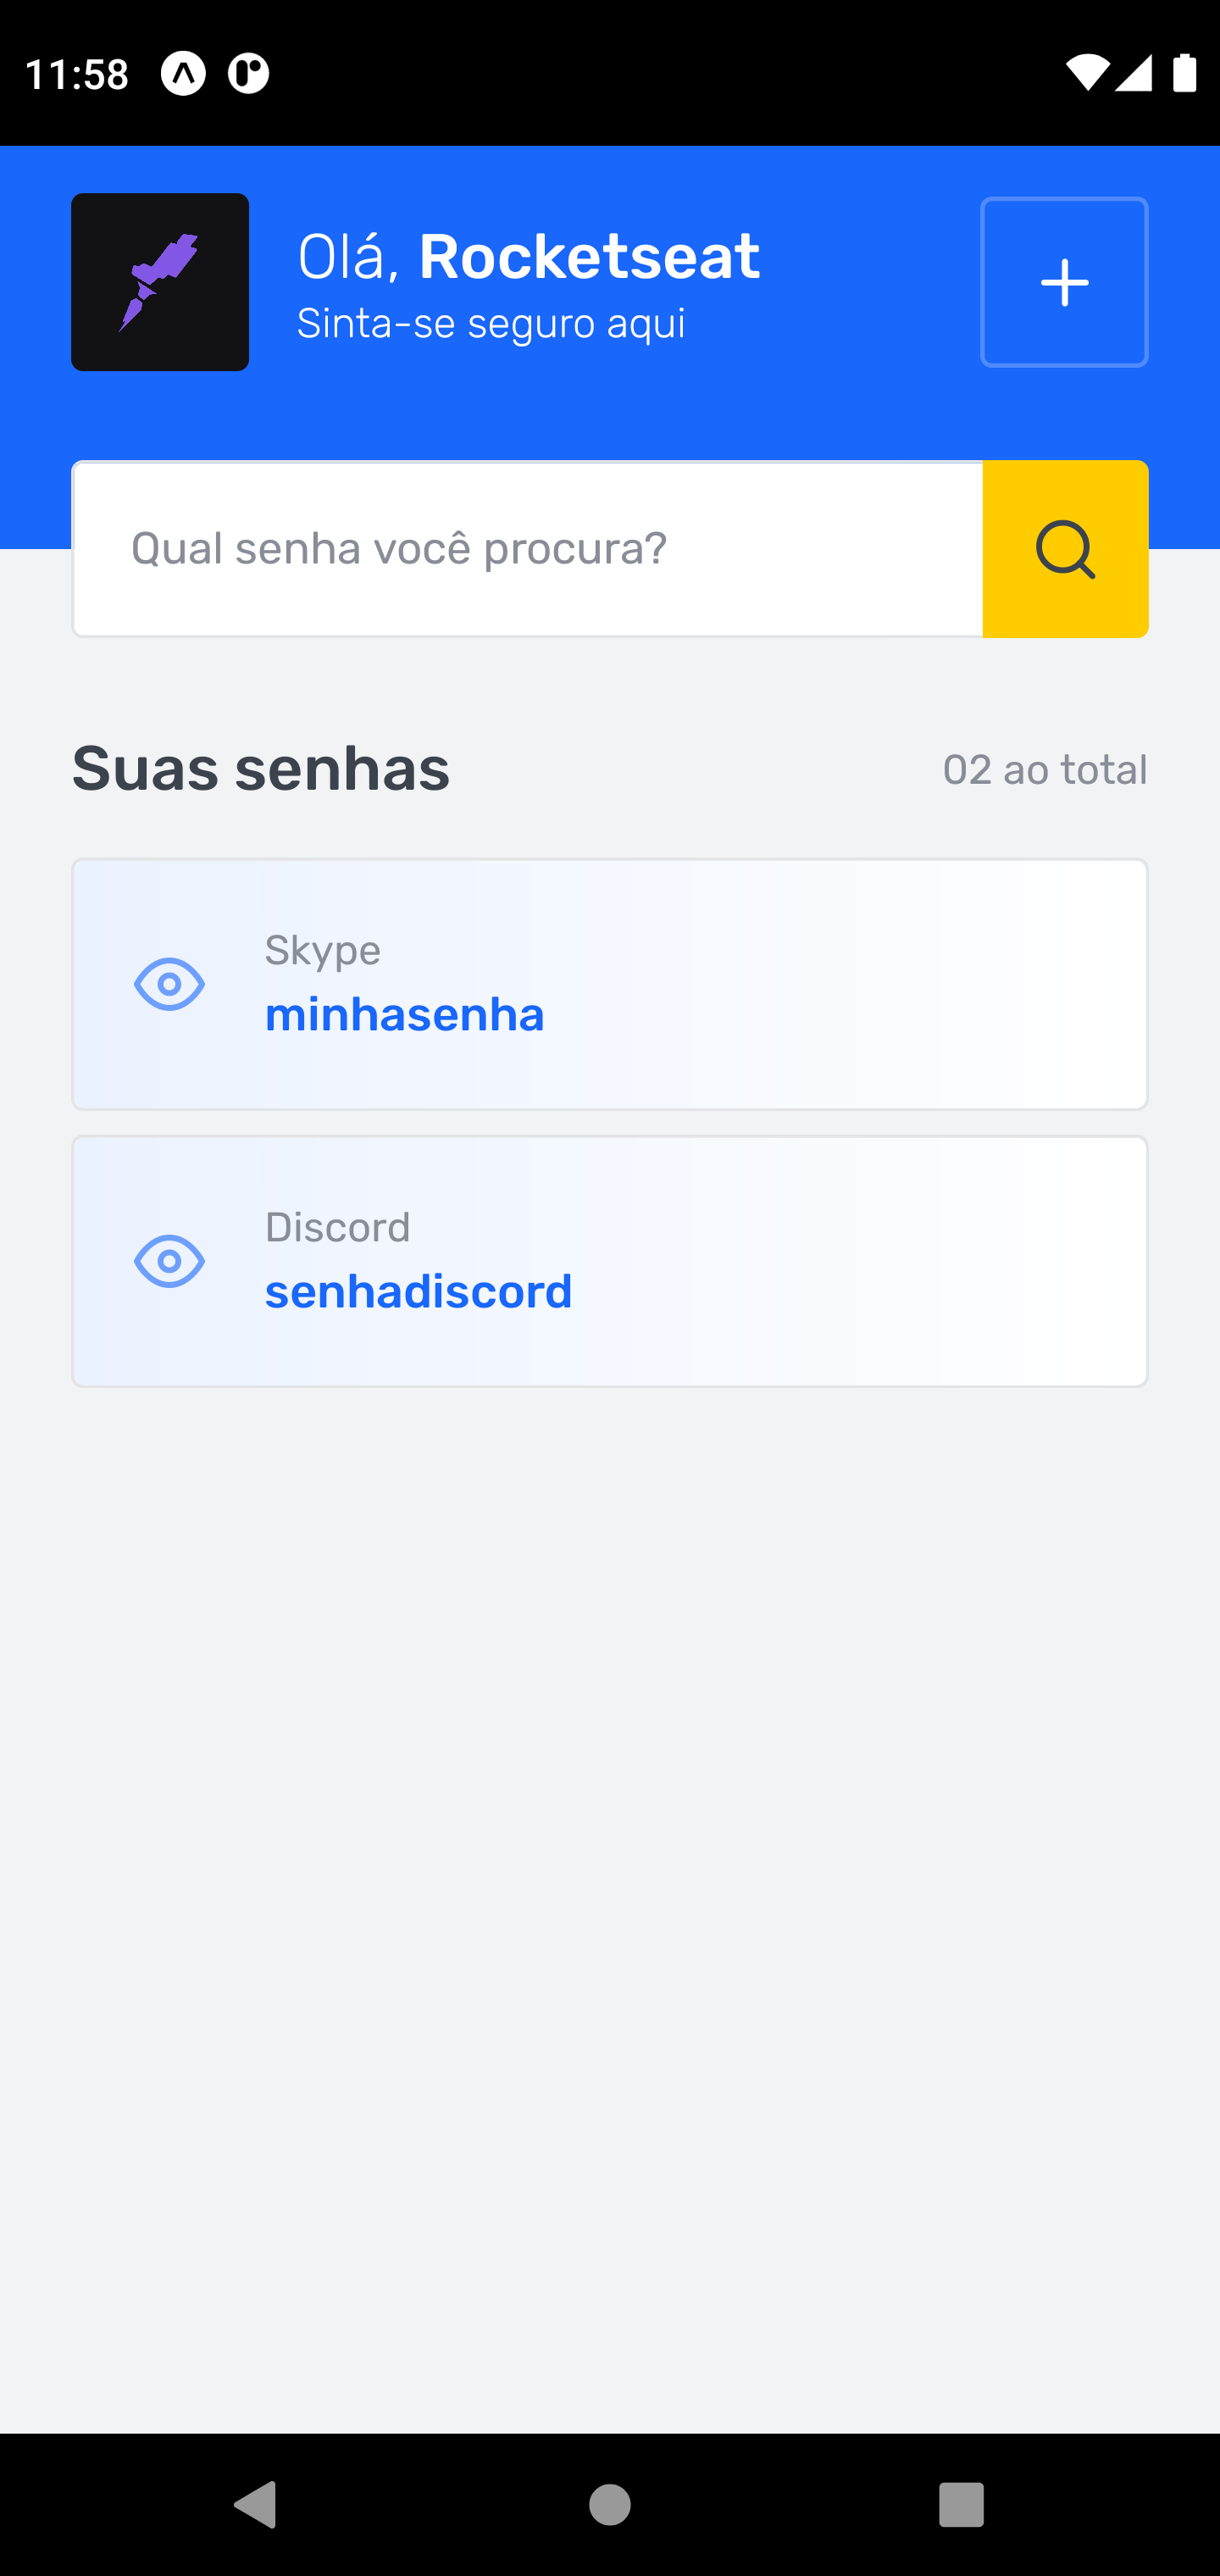 11:58
Olá, Rocketseat
Sinta-se seguro aqui
Qual senha você procura?
Suas senhas
02 ao total
Skype
minhasenha
Discord
senhadiscord